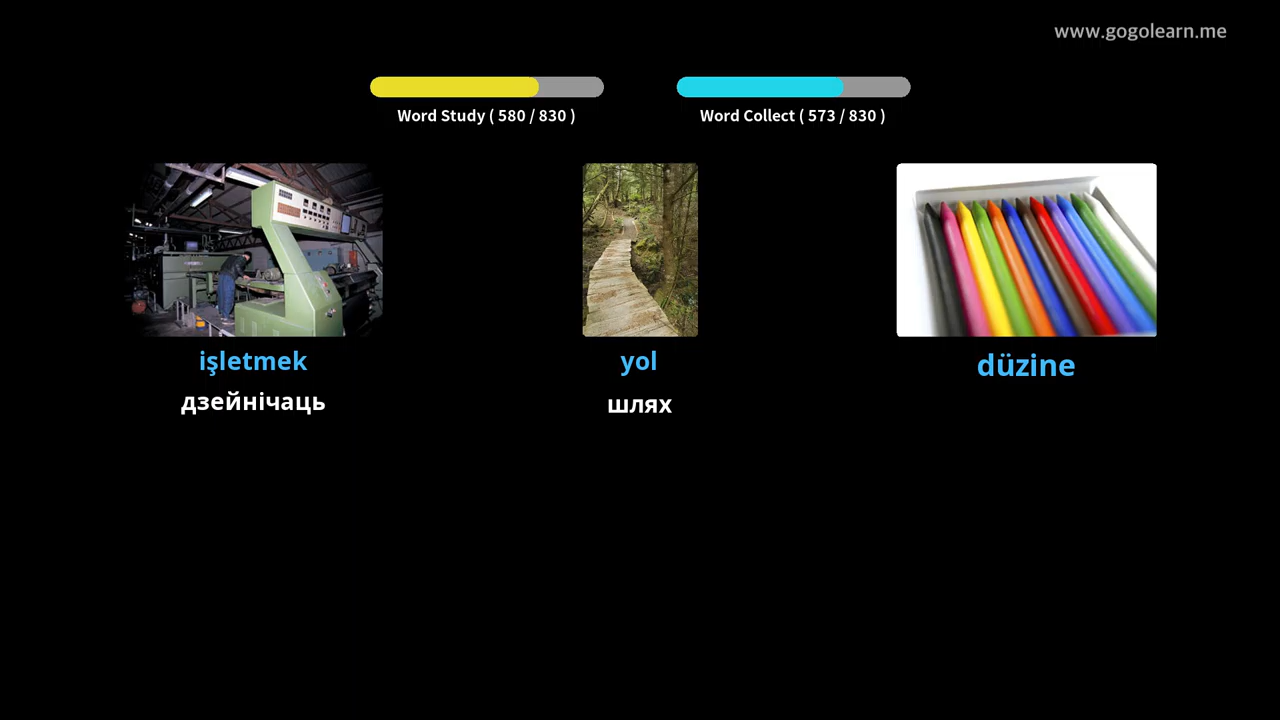 www.gogolearn.me
Word Study ( 580 / 830 )
Word Collect ( 573 / 830 )
işletmek
yol
düzine
дзейнічаць
шлях